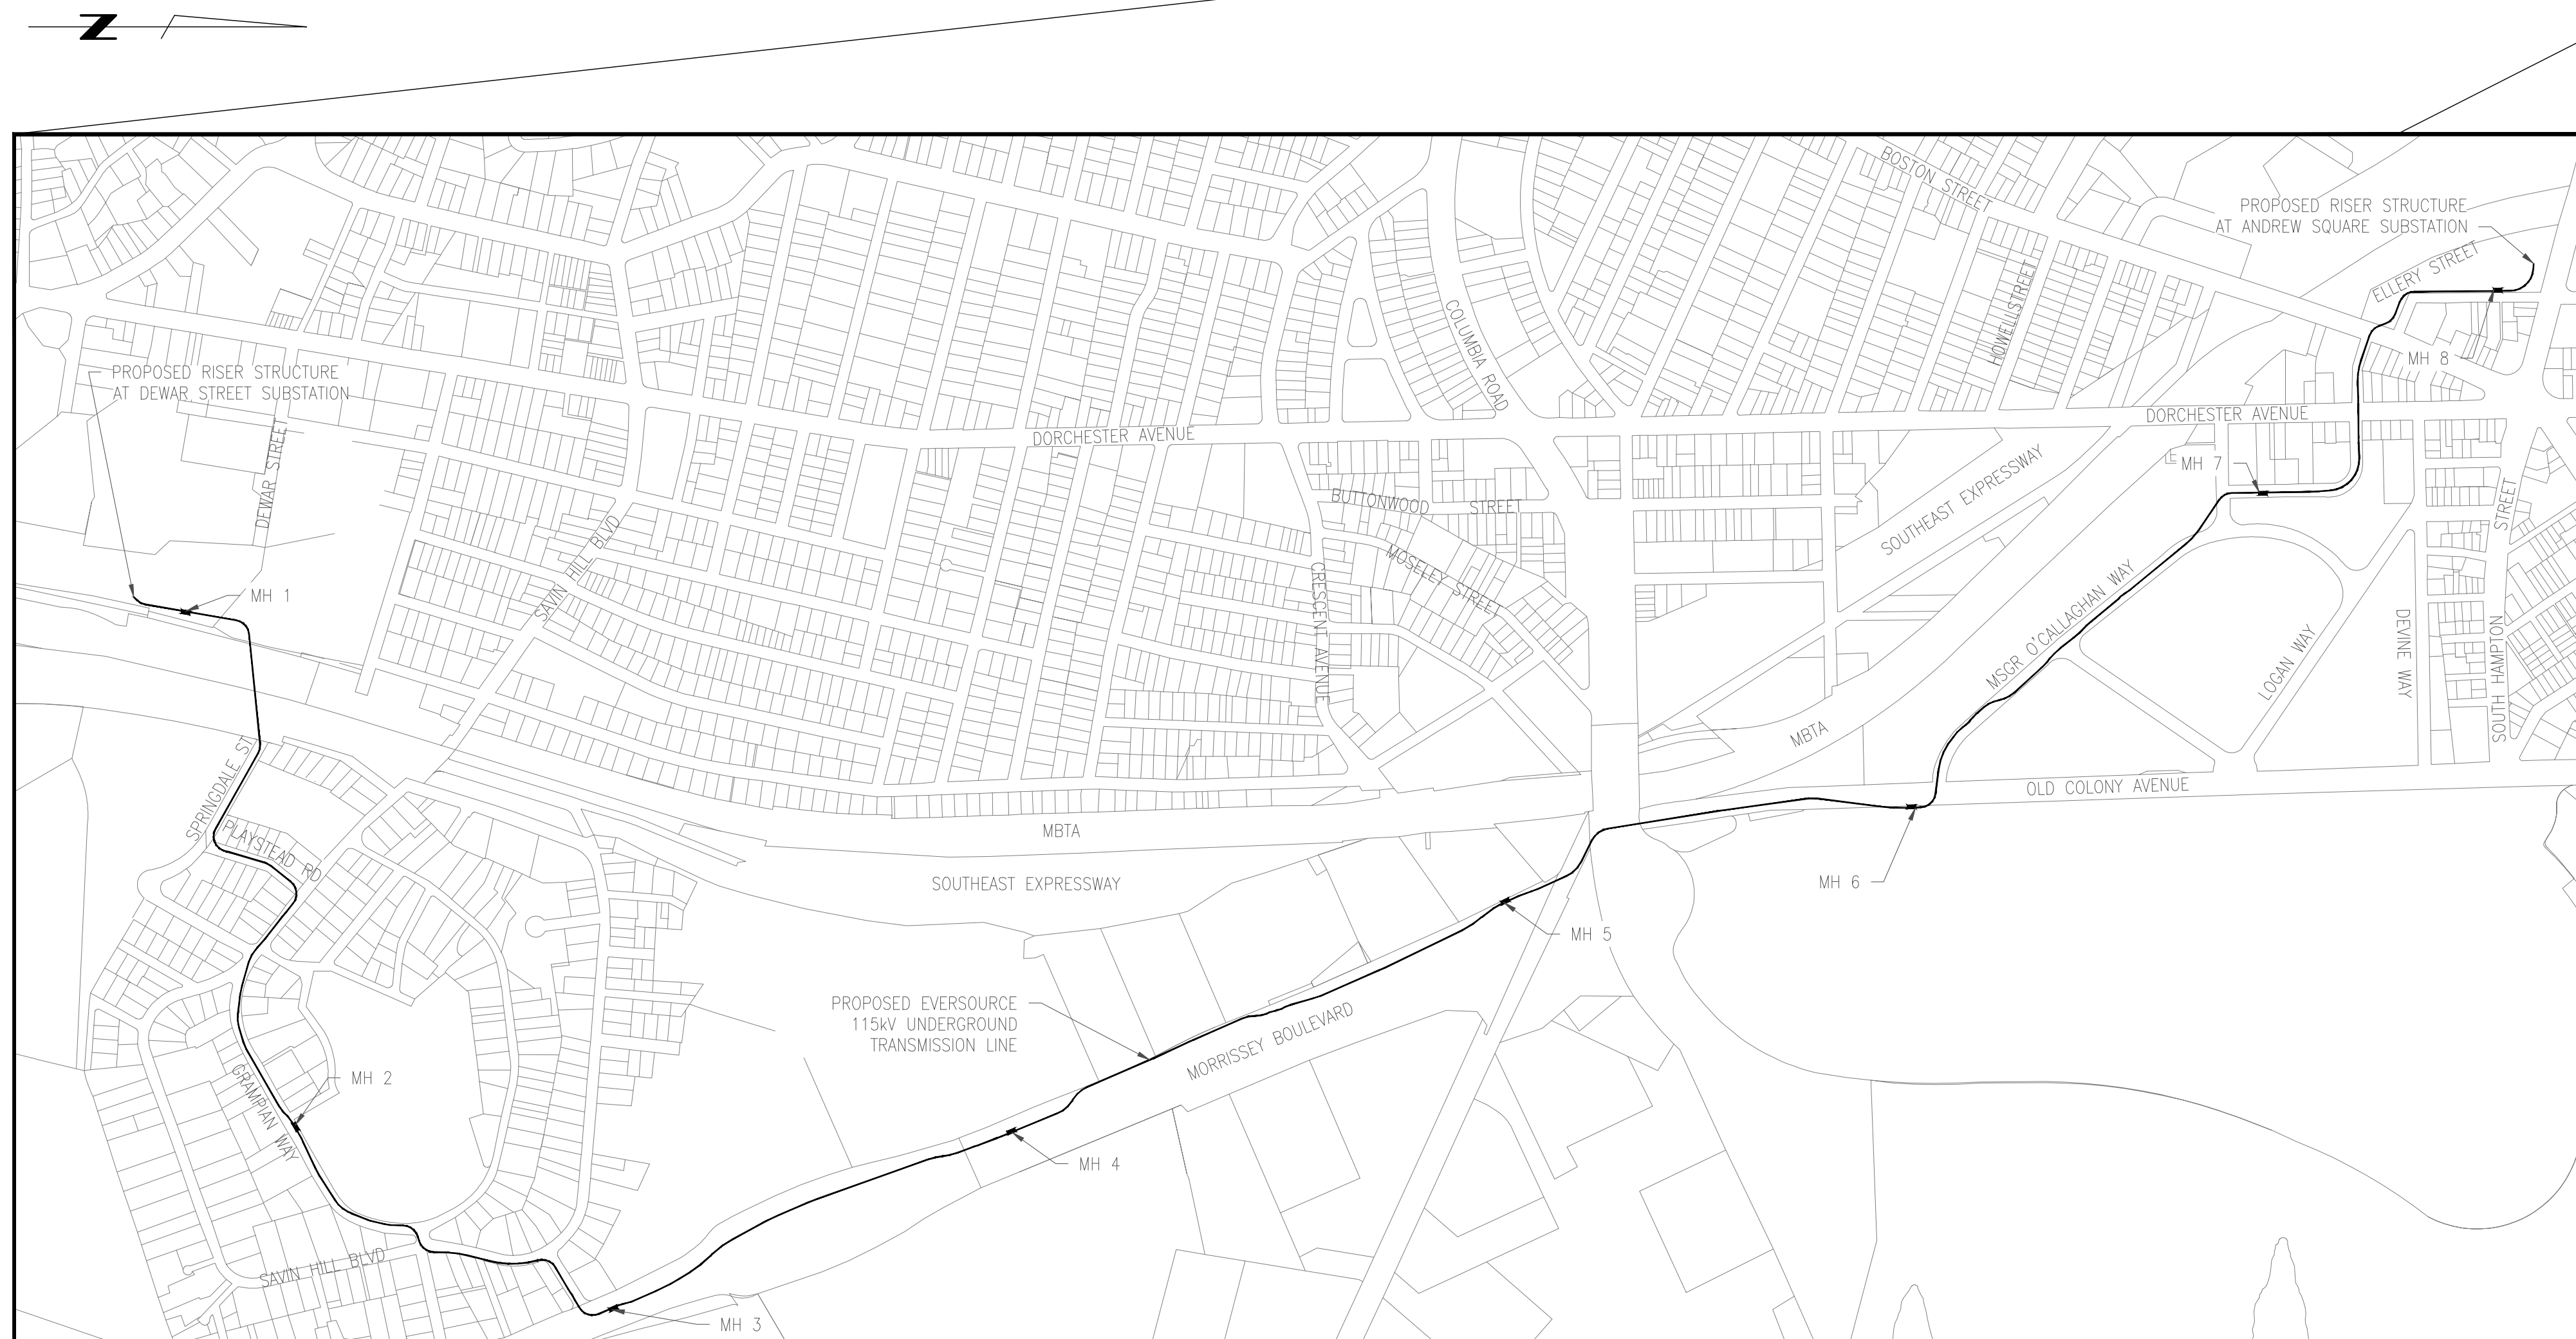 N
BOSTON STREET
PROPOSED RISER STRUCTURE
AT ANDREW SQUARE SUBSTATION
ELLERY STREET
HOWELL STREET
COLUMBIA ROAD
MH 8
PROPOSED RISER STRUCTURE
AT DEWAR STREET SUBSTATION
DEWAR STREET
DORCHESTER AVENUE
DORCHESTER AVENUE
MH 7
SOUTHEAST EXPRESSWAY
BUTTONWOOD STREET
MOSELEY STREET
CRESCENT AVENUE
SAVIN HILL BLVD
MH 1
MSGR O'CALLAGHAN WAY
LOGAN WAY
DEVINE WAY
SOUTH HAMPTON STREET
MBTA
OLD COLONY AVENUE
SPRINGDALE ST
PLAYSTEAD RD
MBTA
SOUTHEAST EXPRESSWAY
MH 6
MH 5
PROPOSED EVERSOURCE
115kV UNDERGROUND
TRANSMISSION LINE
MORRISSEY BOULEVARD
MH 2
GRAMPIAN WAY
MH 4
SAVIN HILL BLVD
MH 3